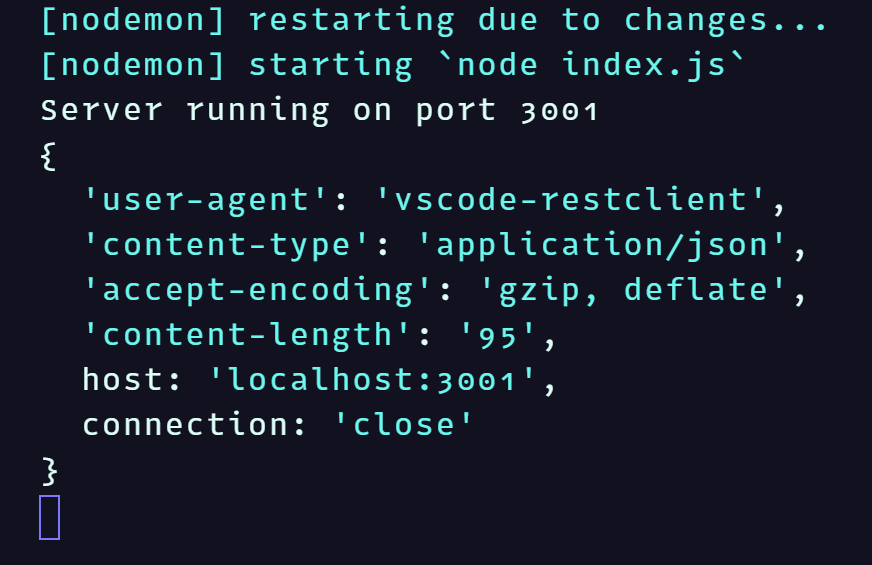 [nodemon] restarting due to changes...
[nodemon] starting `node index.js`
Server running on port 3001
{
  'user-agent': 'vscode-restclient',
  'content-type': 'application/json',
  'accept-encoding': 'gzip, deflate',
  'content-length': '95',
  host: 'localhost:3001',
  connection: 'close'
}